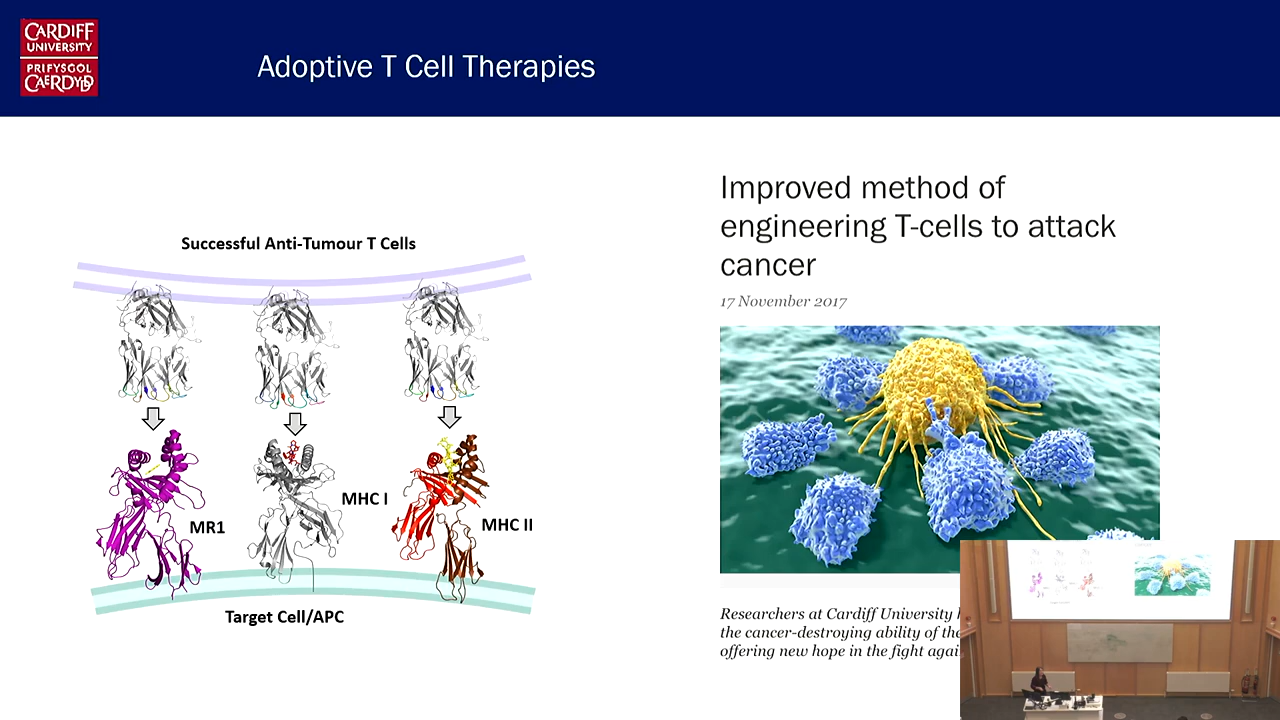 CARDIFF
UNIVERSITY
PRIFYSGOL
CAERDYDD
Adoptive T Cell Therapies
Successful Anti-Tumour T Cells
MR1
MHC I
MHC II
Target Cell/APC
Improved method of
engineering T-cells to attack
cancer
17 November 2017
Researchers at Cardiff University
the cancer-destroying ability of the
offering new hope in the fight